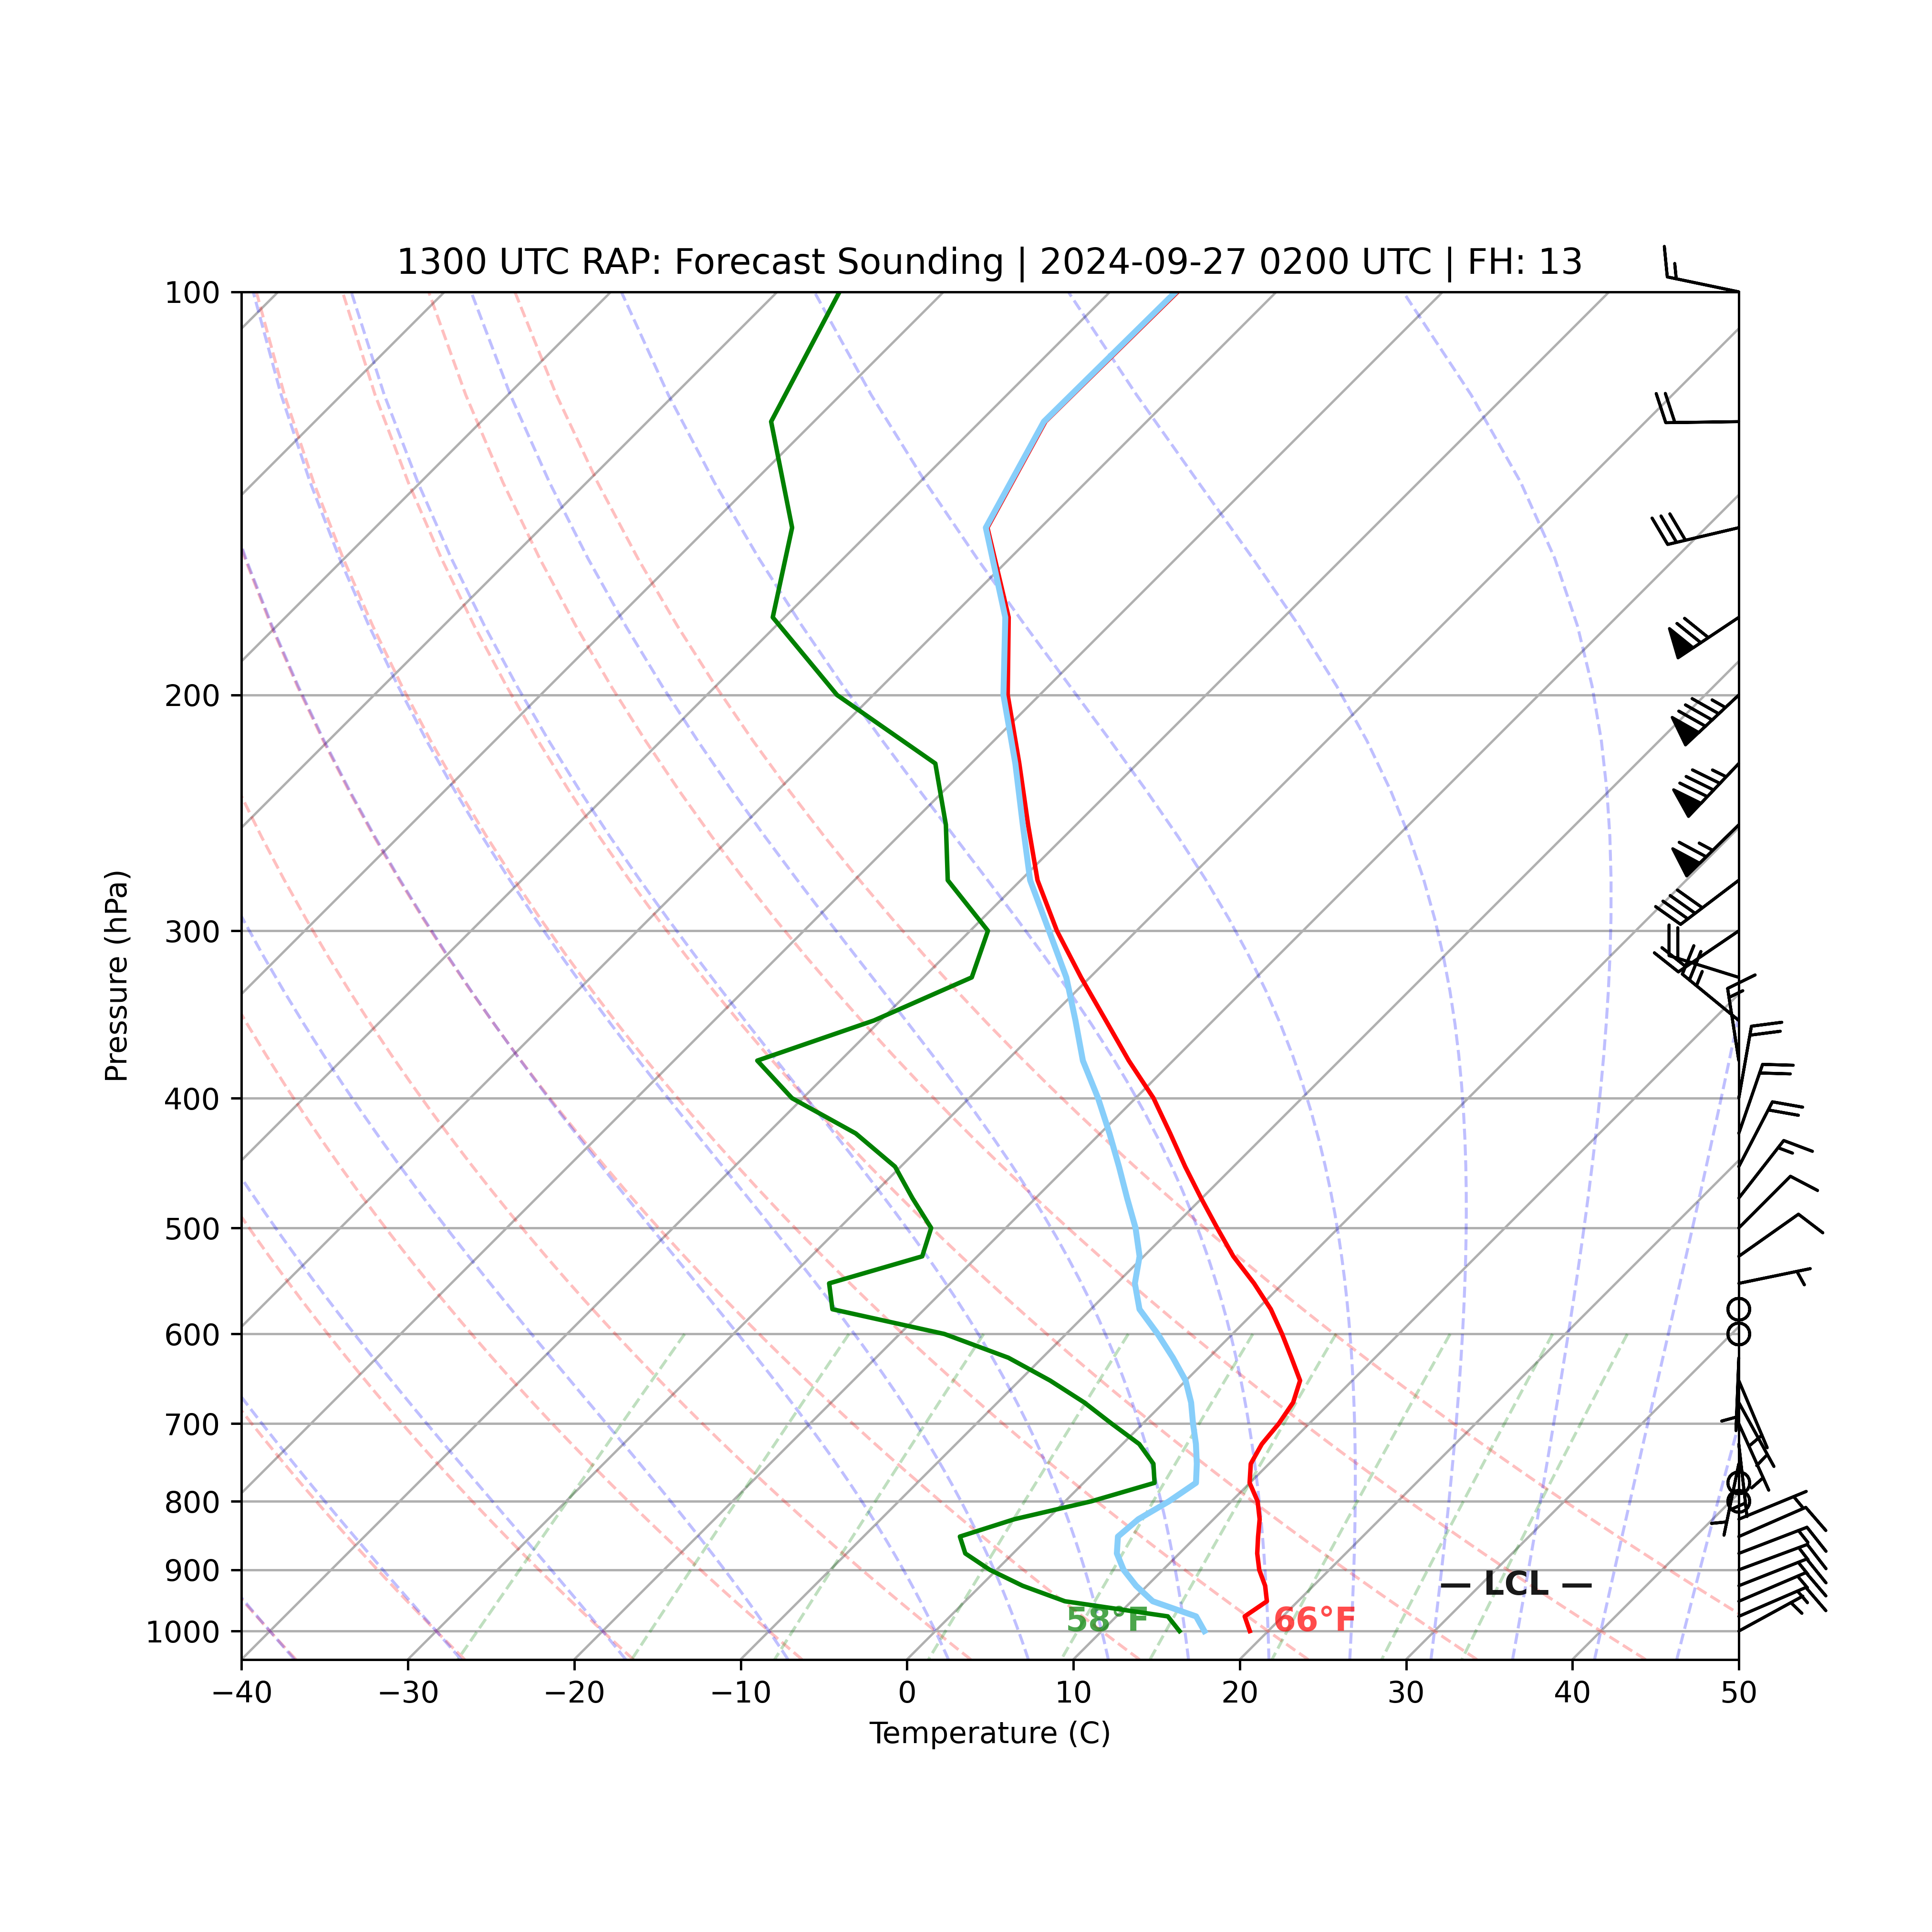 1300 UTC RAP: Forecast Sounding | 2024-09-27 0200 UTC | FH: 13
100
200
300
400
500
600
700
800
900
1000
Pressure (hPa)
— LCL —
58°F 66°F
−40 −30 −20 −10 0 10 20 30 40 50
Temperature (C)